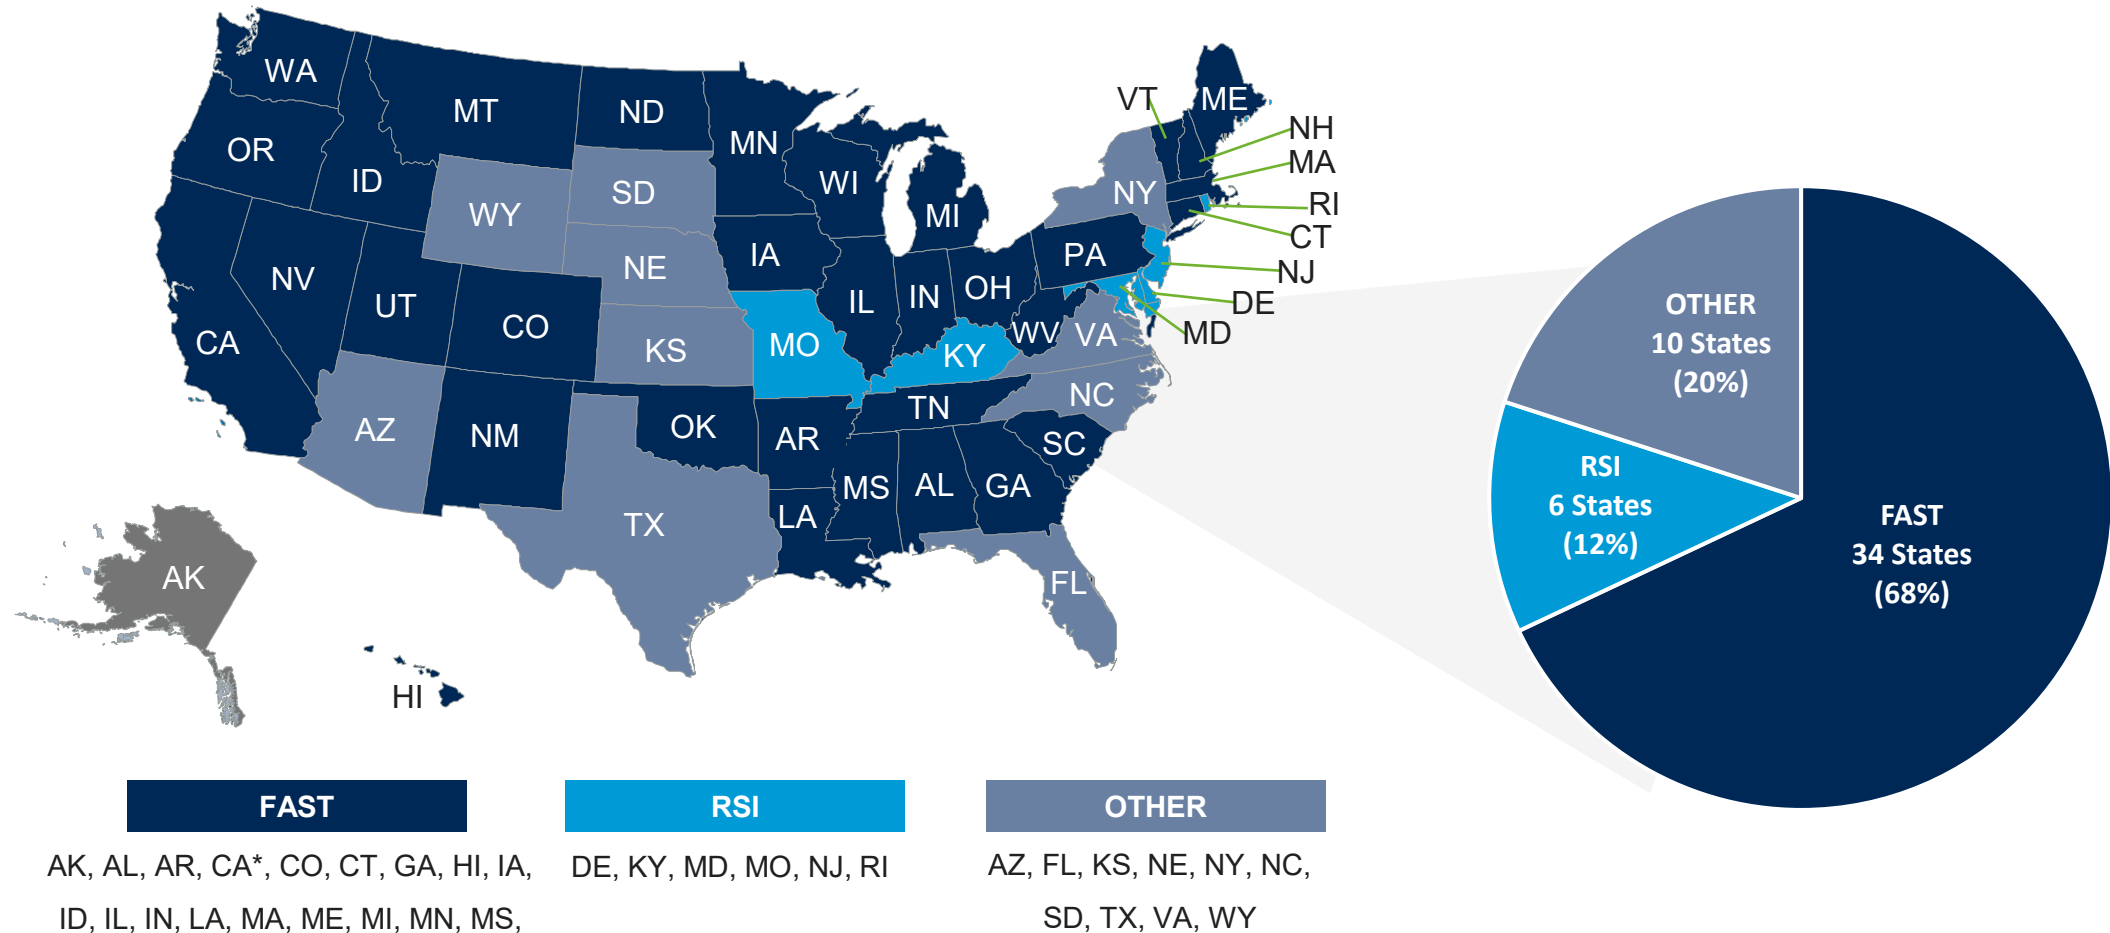 WA
MT
ND
MN
VT
ME
NH
OR
MA
ID
WI
SD
NY
RI
WY
MI
CT
IA
PA
NJ
NV
NE
OH
DE
UT
IL
IN
CO
MD
CA
WV
VA
MO
KS
KY
NC
TN
AZ
NM
OK
AR
SC
MS
AL
GA
LA
TX
AK
FL
HI
OTHER
10 States
(20%)
RSI
6 States
(12%)
FAST
34 States
(68%)
FAST
AK, AL, AR, CA*, CO, CT, GA, HI, IA,
ID, IL, IN, LA, MA, ME, MI, MN, MS,
RSI
DE, KY, MD, MO, NJ, RI
OTHER
AZ, FL, KS, NE, NY, NC,
SD, TX, VA, WY